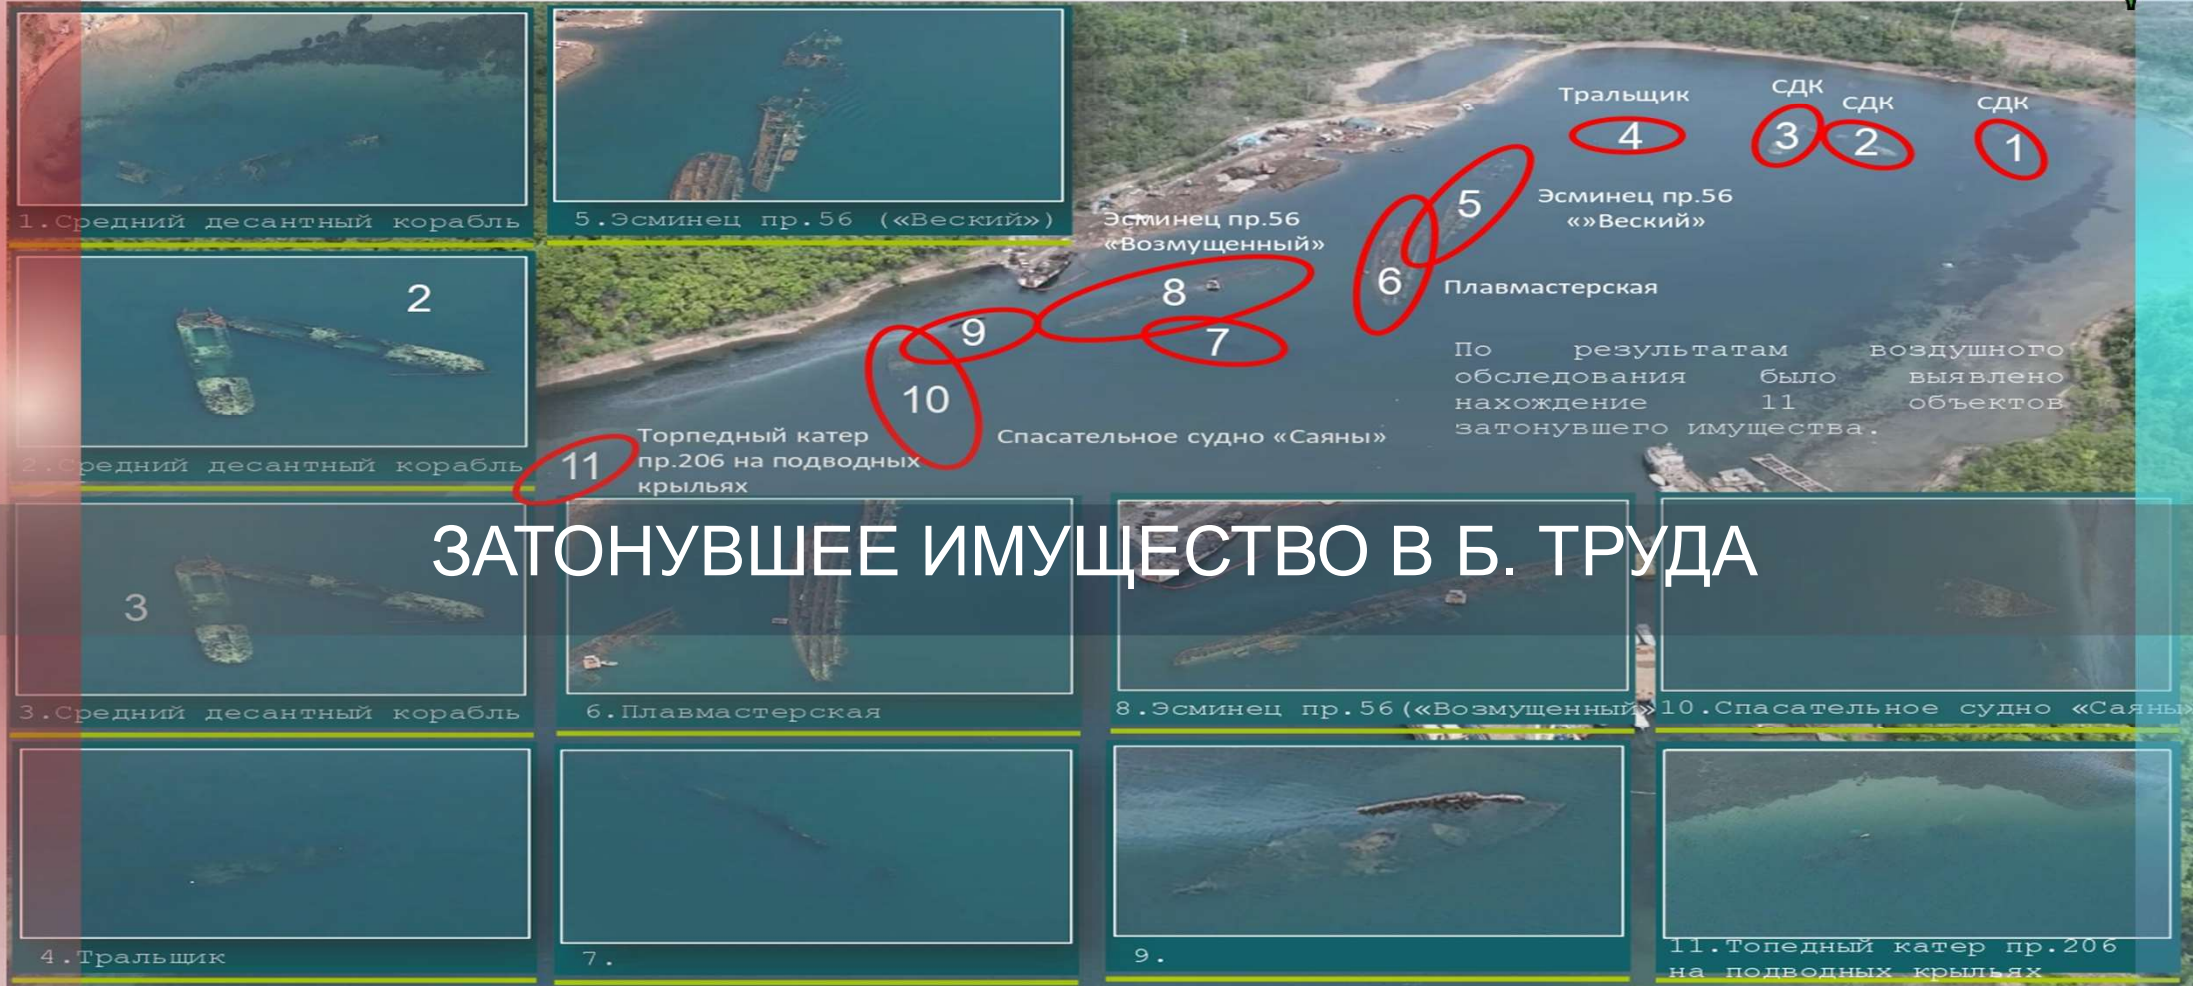 1.Средний десантный корабль
5.Эсминец пр.56 («Веский»)
Тральщик
СДК
СДК
СДК
4
3
2
1
5
Эсминец пр.56
«»Веский»
Эсминец пр.56
«Возмущенный»
6
Плавмастерская
8
9
7
10
Спасательное судно «Саяны»
По результатам воздушного
обследования было выявлено
нахождение 11 объектов
затонувшего имущества.
11
Торпедный катер
пр.206 на подводных
крыльях
2
2.Средний десантный корабль
ЗАТОНУВШЕЕ ИМУЩЕСТВО В Б. ТРУДА
3
3.Средний десантный корабль
6.Плавмастерская
8.Эсминец пр.56(«Возмущенный»
10.Спасательное судно «Саяны»
4.Тральщик
7.
9.
11.Топедный катер пр.206
на подводных крыльях